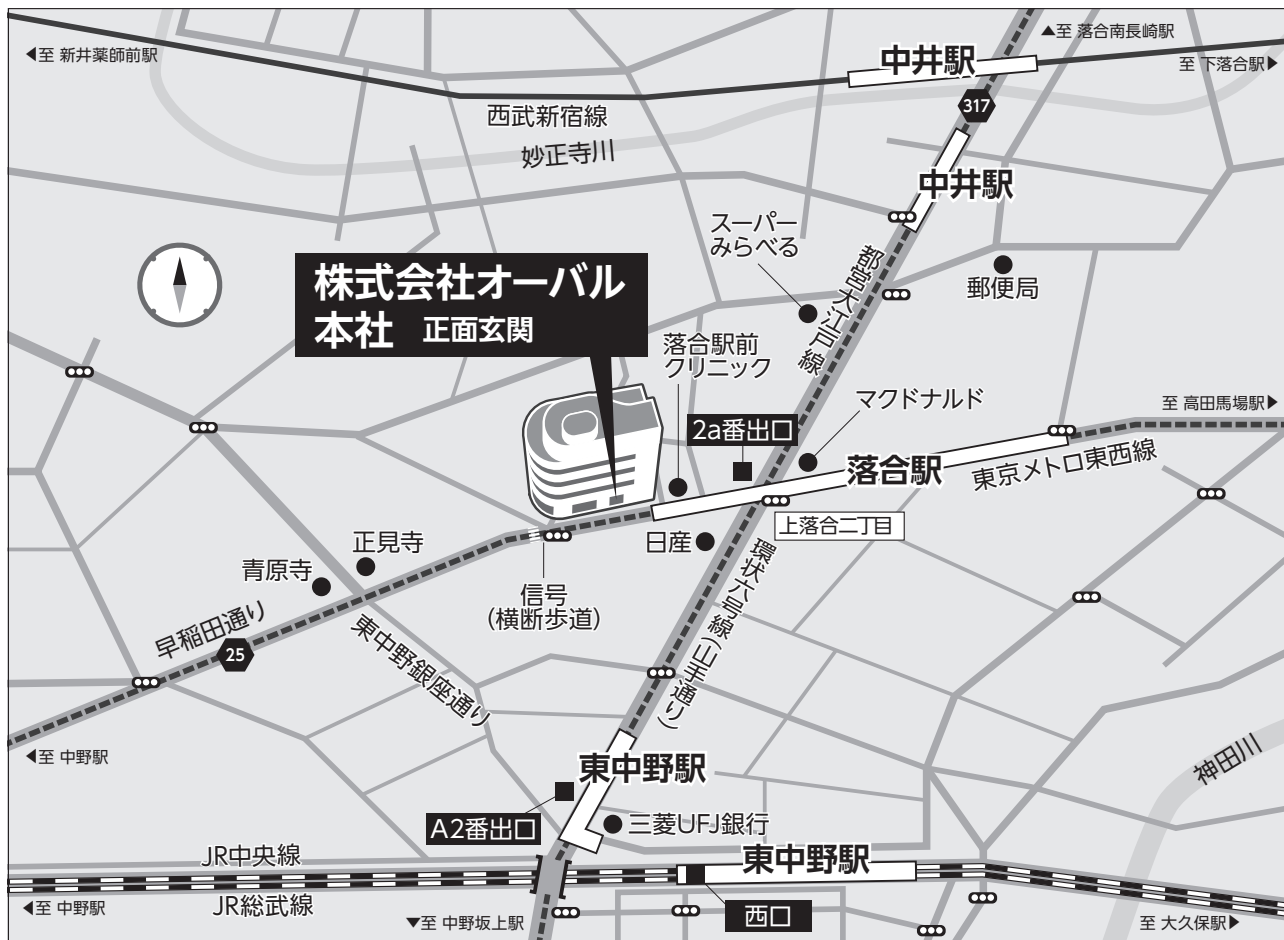 ▲至 落合南長崎駅
◀至 新井薬師前駅
中井駅
至 下落合駅▶
317
西武新宿線
妙正寺川
中井駅
スーパー
みらべる
都営大江戸線
郵便局
株式会社オーバル
本社 正面玄関
落合駅前
クリニック
マクドナルド
至 高田馬場駅▶
2a番出口
落合駅
東京メトロ東西線
上落合二丁目
日産
正見寺
青原寺
信号
(横断歩道)
環状六号線(山手通り)
早稲田通り
25
東中野銀座通り
◀至 中野駅
東中野駅
神田川
A2番出口
三菱UFJ銀行
JR中央線
東中野駅
JR総武線
◀至 中野駅
▼至 中野坂上駅
西口
至 大久保駅▶